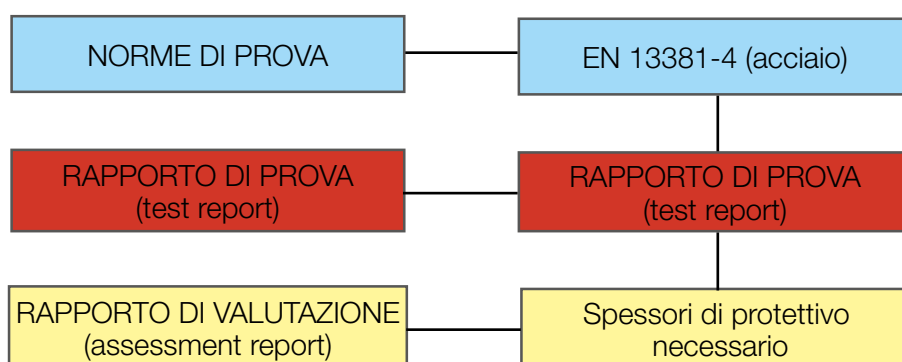 NORME DI PROVA
EN 13381-4 (acciaio)
RAPPORTO DI PROVA
(test report)
RAPPORTO DI PROVA
(test report)
RAPPORTO DI VALUTAZIONE
(assessment report)
Spessori di protettivo
necessario